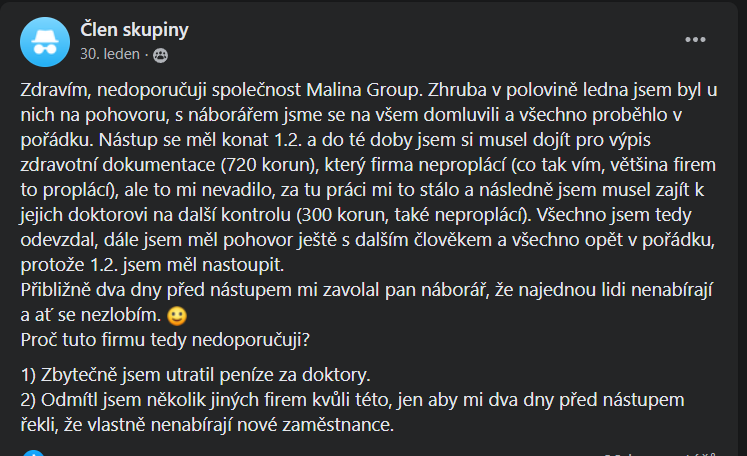 Člen skupiny
30. leden ·
Zdravím, nedoporučuji společnost Malina Group. Zhruba v polovině ledna jsem byl u
nich na pohovoru, s náborářem jsme se na všem domluvili a všechno proběhlo v
pořádku. Nástup se měl konat 1.2. a do té doby jsem si musel dojít pro výpis
zdravotní dokumentace (720 korun), který firma neproplácí (co tak vím, většina firem
to proplácí), ale to mi nevadilo, za tu práci mi to stálo a následně jsem musel zajít k
jejich doktorovi na další kontrolu (300 korun, také neproplácí). Všechno jsem tedy
odevzdal, dále jsem měl pohovor ještě s dalším člověkem a všechno opět v pořádku,
protože 1.2. jsem měl nastoupit.
Přibližně dva dny před nástupem mi zavolal pan náborář, že najednou lidi nenabírají
a ať se nezlobím. 🙂
Proč tuto firmu tedy nedoporučuji?
1) Zbytečně jsem utratil peníze za doktory.
2) Odmítl jsem několik jiných firem kvůli této, jen aby mi dva dny před nástupem
řekli, že vlastně nenabírají nové zaměstnance.